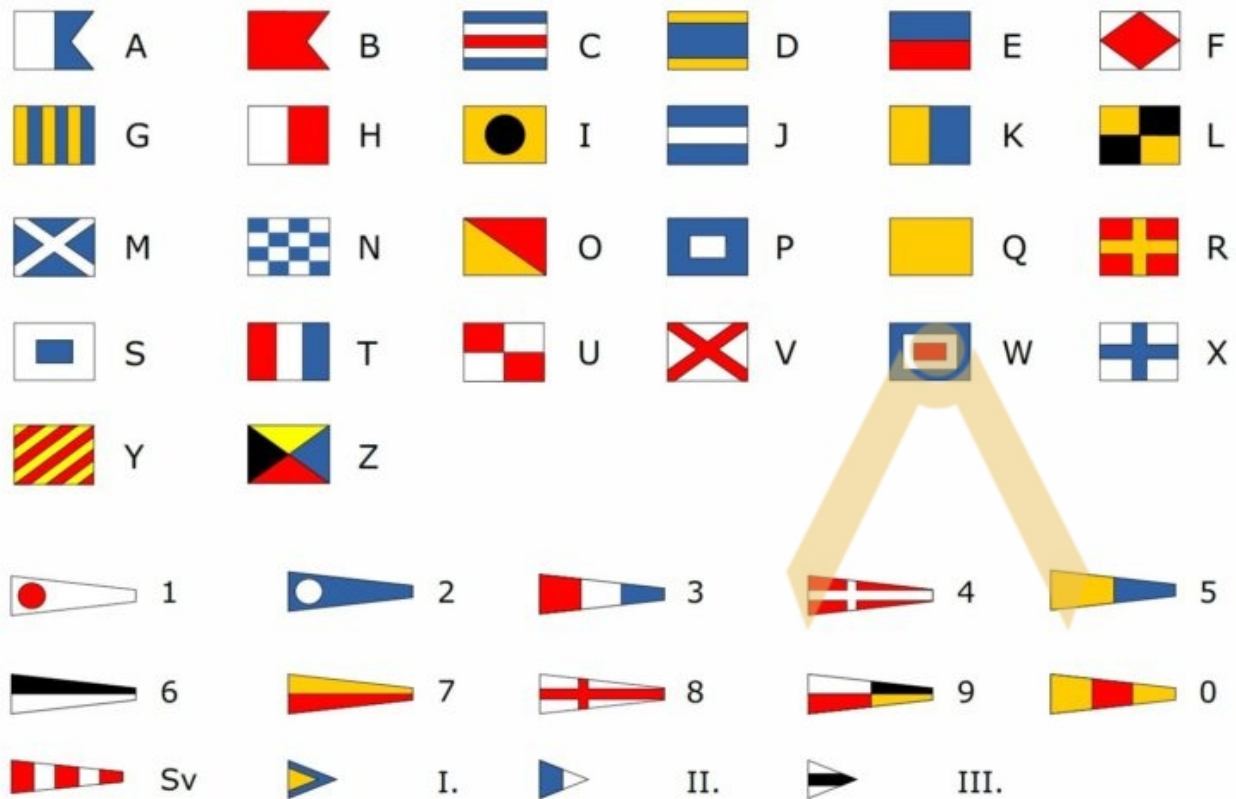 A B C D E F
G H I J K L
M N O P Q R
S T U V W X
Y Z
1 2 3 4 5
6 7 8 9 0
Sv I. II. III.